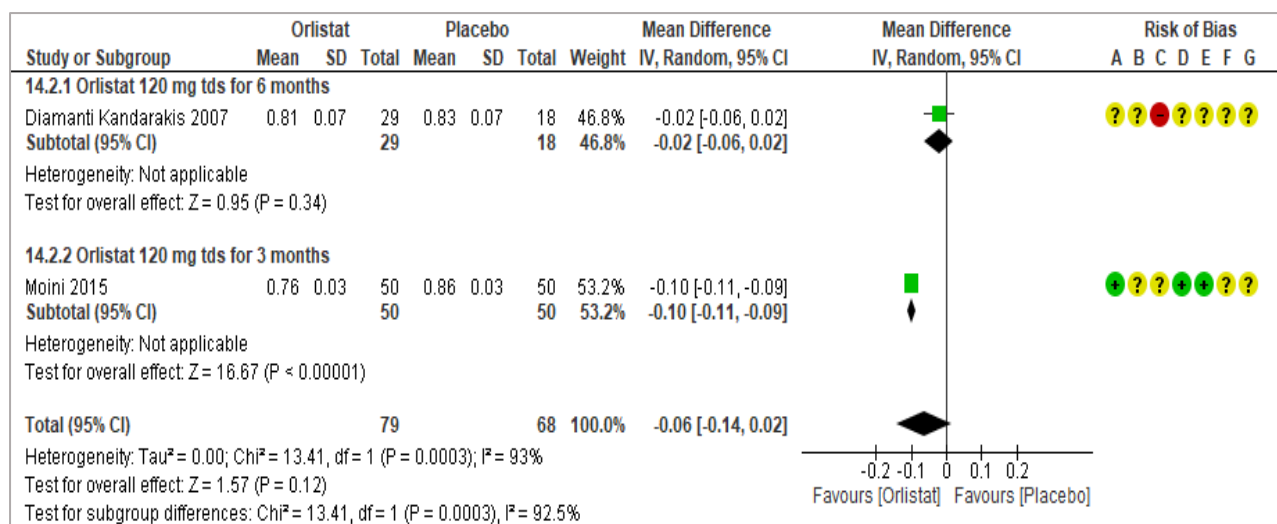 Orlistat Placebo Mean Difference Mean Difference Risk of Bias
Study or Subgroup Mean SD Total Mean SD Total Weight IV, Random, 95% CI IV, Random, 95% CI A B C D E F G
14.2.1 Orlistat 120 mg tds for 6 months
Diamanti Kandarakis 2007 0.81 0.07 29 0.83 0.07 18 46.8% -0.02 [-0.06, 0.02] ? ? - ? ? ? ?
Subtotal (95% CI) 29 18 46.8% -0.02 [-0.06, 0.02]
Heterogeneity: Not applicable
Test for overall effect: Z = 0.95 (P = 0.34)
14.2.2 Orlistat 120 mg tds for 3 months
Moini 2015 0.76 0.03 50 0.86 0.03 50 53.2% -0.10 [-0.11, -0.09] + ? ? + + ? ?
Subtotal (95% CI) 50 50 53.2% -0.10 [-0.11, -0.09]
Heterogeneity: Not applicable
Test for overall effect: Z = 16.67 (P < 0.00001)
Total (95% CI) 79 68 100.0% -0.06 [-0.14, 0.02]
Heterogeneity: Tau² = 0.00; Chi² = 13.41, df = 1 (P = 0.0003); I² = 93%
Test for overall effect: Z = 1.57 (P = 0.12)
Test for subgroup differences: Chi² = 13.41, df = 1 (P = 0.0003), I² = 92.5%
-0.2 -0.1 0 0.1 0.2
Favours [Orlistat] Favours [Placebo]